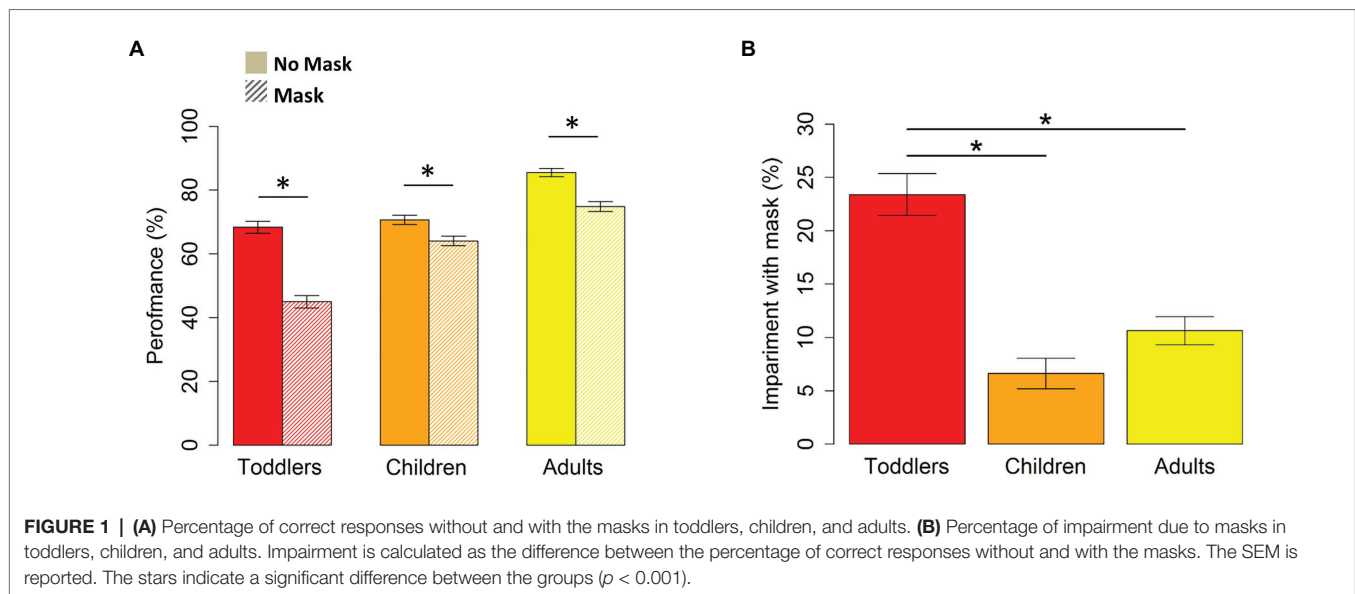 A
No Mask
Mask
Perofmance (%)
0
20
40
60
80
100
*
*
*
Toddlers
Children
Adults
B
Impariment with mask (%)
0
5
10
15
20
25
30
*
*
Toddlers
Children
Adults
FIGURE 1 | (A) Percentage of correct responses without and with the masks in toddlers, children, and adults. (B) Percentage of impairment due to masks in
toddlers, children, and adults. Impairment is calculated as the difference between the percentage of correct responses without and with the masks. The SEM is
reported. The stars indicate a significant difference between the groups (p < 0.001).